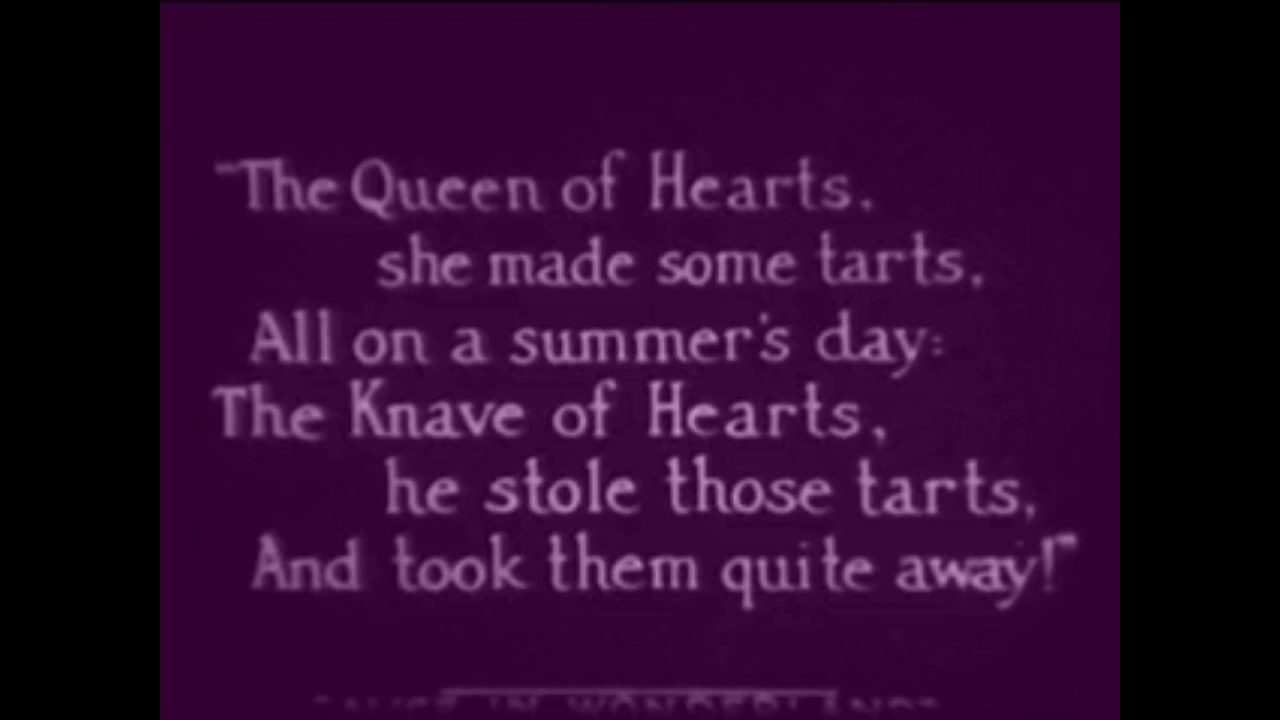 "The Queen of Hearts,
she made some tarts,
All on a summer's day:
The Knave of Hearts,
he stole those tarts,
And took them quite away!"